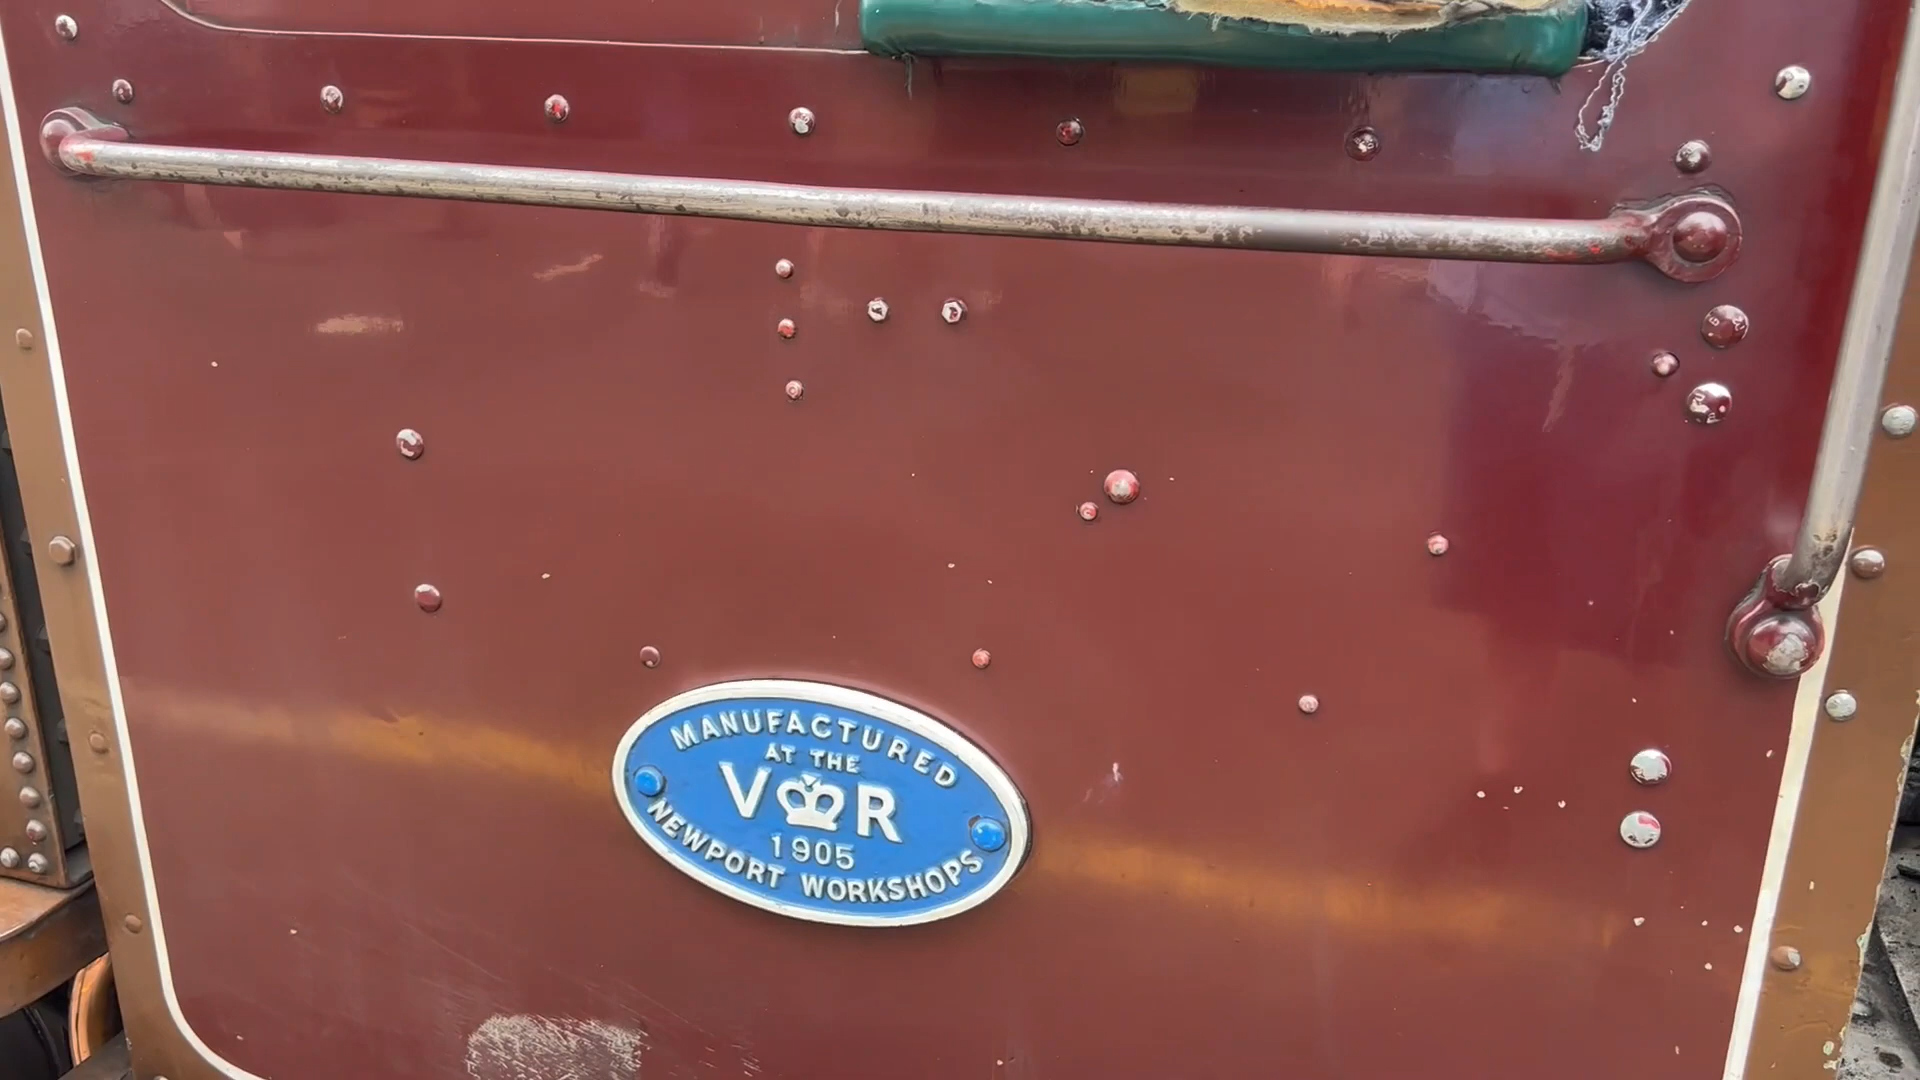 MANUFACTURED
AT THE
V R
1905
NEWPORT WORKSHOPS